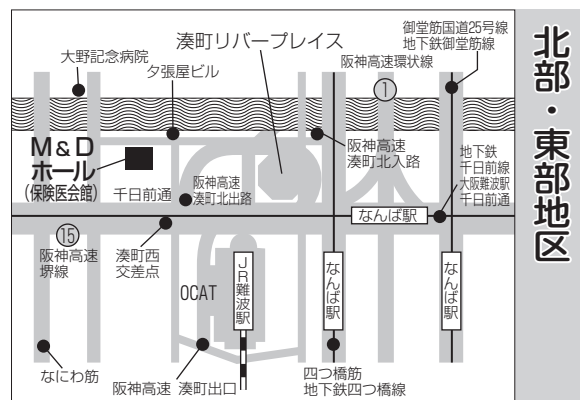 御堂筋国道25号線
地下鉄御堂筋線
湊町リバープレイス
大野記念病院
阪神高速環状線
夕張屋ビル
①
M&D
ホール
(保険医会館)
阪神高速
湊町北入路
地下鉄
千日前線
大阪難波駅
千日前通
阪神高速
湊町北出路
千日前通
なんば駅
⑮
阪神高速
堺線
湊町西
交差点
OCAT
JR難波駅
なんば駅
なんば駅
なにわ筋
阪神高速 湊町出口
四つ橋筋
地下鉄四つ橋線
北部・東部地区